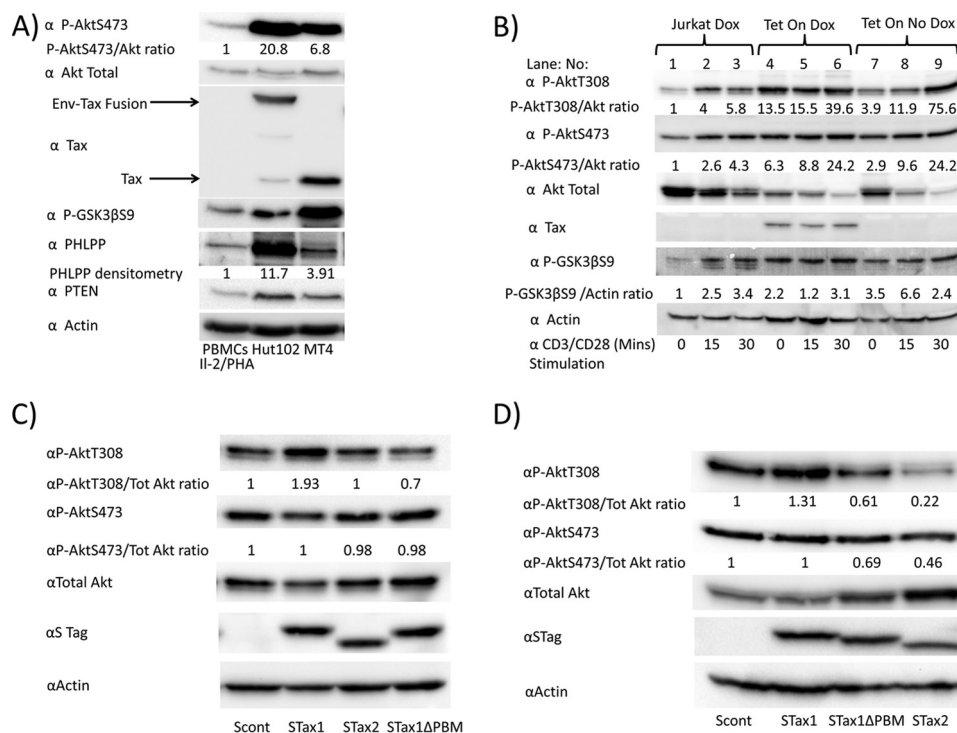 A)
α P-AktS473
P-AktS473/Akt ratio 1 20.8 6.8
α Akt Total
Env-Tax Fusion
α Tax
Tax
α P-GSK3βS9
α PHLPP
PHLPP densitometry 1 11.7 3.91
α PTEN
α Actin
PBMCs Hut102 MT4
Il-2/PHA
B)
Jurkat Dox Tet On Dox Tet On No Dox
Lane: No: 1 2 3 4 5 6 7 8 9
α P-AktT308
P-AktT308/Akt ratio 1 4 5.8 13.5 15.5 39.6 3.9 11.9 75.6
α P-AktS473
P-AktS473/Akt ratio 1 2.6 4.3 6.3 8.8 24.2 2.9 9.6 24.2
α Akt Total
α Tax
α P-GSK3βS9
P-GSK3βS9 /Actin ratio 1 2.5 3.4 2.2 1.2 3.1 3.5 6.6 2.4
α Actin
α CD3/CD28 (Mins) 0 15 30 0 15 30 0 15 30
Stimulation
C)
αP-AktT308
αP-AktT308/Tot Akt ratio 1 1.93 1 0.7
αP-AktS473
αP-AktS473/Tot Akt ratio 1 1 0.98 0.98
αTotal Akt
αS Tag
αActin
Scont STax1 STax2 STax1ΔPBM
D)
αP-AktT308
αP-AktT308/Tot Akt ratio 1 1.31 0.61 0.22
αP-AktS473
αP-AktS473/Tot Akt ratio 1 1 0.69 0.46
αTotal Akt
αSTag
αActin
Scont STax1 STax1ΔPBM STax2